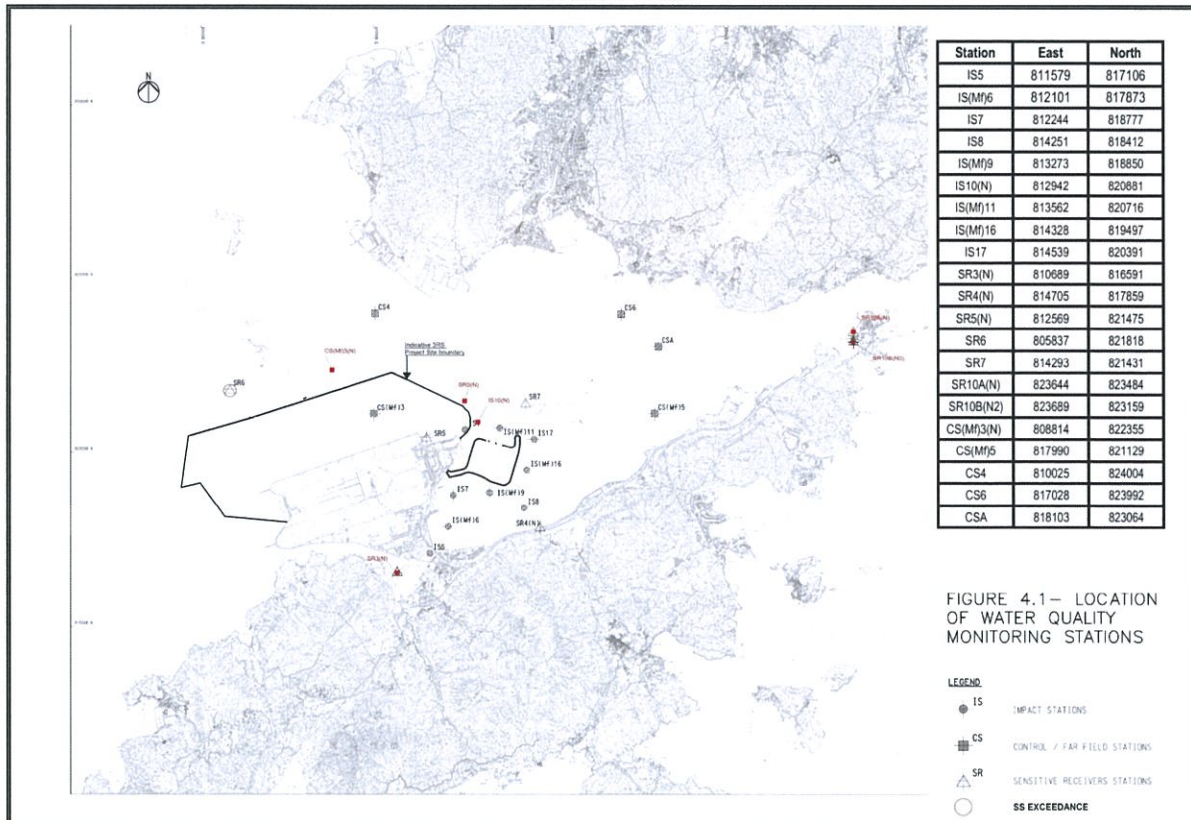 N
CS4
CS6
CSA
Indicative 3RS
Project Site boundary
CS(Mf)3(N)
SR6
SR5(N)
IS10(N)
SR7
CS(Mf)3
CS(Mf)5
SR5
IS(Mf)11
IS17
IS(Mf)16
IS7
IS(Mf)9
IS8
IS(Mf)6
SR4(N)
IS5
SR3(N)
SR10A(N)
SR10B(N2)
Station East North
IS5 811579 817106
IS(Mf)6 812101 817873
IS7 812244 818777
IS8 814251 818412
IS(Mf)9 813273 818850
IS10(N) 812942 820881
IS(Mf)11 813562 820716
IS(Mf)16 814328 819497
IS17 814539 820391
SR3(N) 810689 816591
SR4(N) 814705 817859
SR5(N) 812569 821475
SR6 805837 821818
SR7 814293 821431
SR10A(N) 823644 823484
SR10B(N2) 823689 823159
CS(Mf)3(N) 808814 822355
CS(Mf)5 817990 821129
CS4 810025 824004
CS6 817028 823992
CSA 818103 823064
FIGURE 4.1– LOCATION
OF WATER QUALITY
MONITORING STATIONS
LEGEND
IS IMPACT STATIONS
CS CONTROL / FAR FIELD STATIONS
SR SENSITIVE RECEIVERS STATIONS
SS EXCEEDANCE